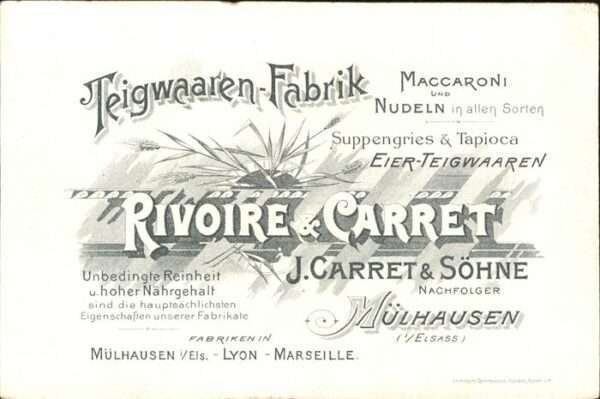 Teigwaaren-Fabrik
MACCARONI
UND
NUDELN in allen Sorten
Suppengries & Tapioca
EIER-TEIGWAAREN
RIVOIRE & CARRET
J. CARRET & SÖHNE
NACHFOLGER
MÜLHAUSEN
(i/ELSASS)
Unbedingte Reinheit
u. hoher Nährgehalt
sind die hauptsächlichsten
Eigenschaften unserer Fabrikate
FABRIKEN IN
MÜLHAUSEN i/Els. - LYON - MARSEILLE.